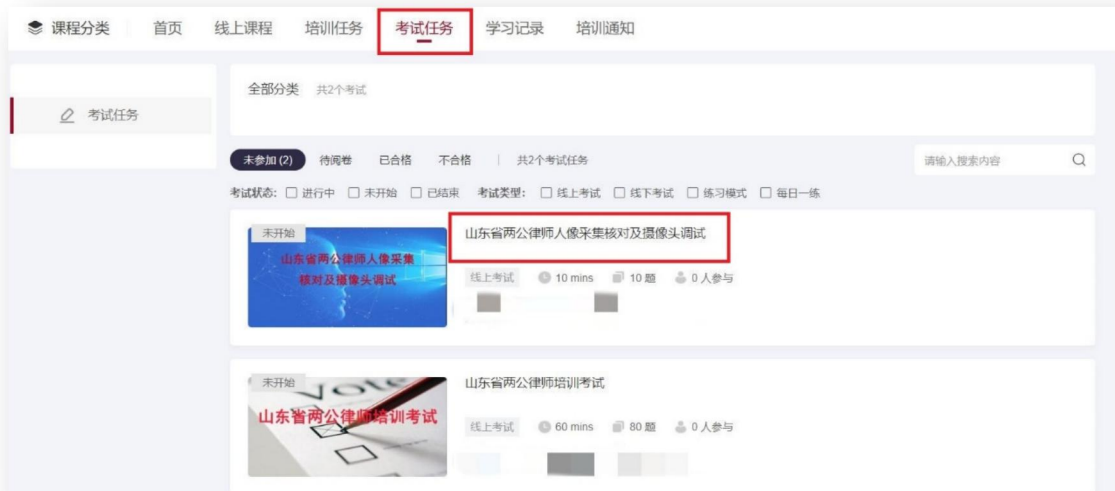 课程分类 首页 线上课程 培训任务 考试任务 学习记录 培训通知
考试任务
全部分类 共2个考试
未参加 (2) 待阅卷 已合格 不合格 | 共2个考试任务 请输入搜索内容
考试状态: 进行中 未开始 已结束 考试类型: 线上考试 线下考试 练习模式 每日一练
未开始
山东省两公律师人像采集
核对及摄像头调试
山东省两公律师人像采集核对及摄像头调试
线上考试 10 mins 10 题 0 人参与
未开始
VOTE
山东省两公律师培训考试
山东省两公律师培训考试
线上考试 60 mins 80 题 0 人参与